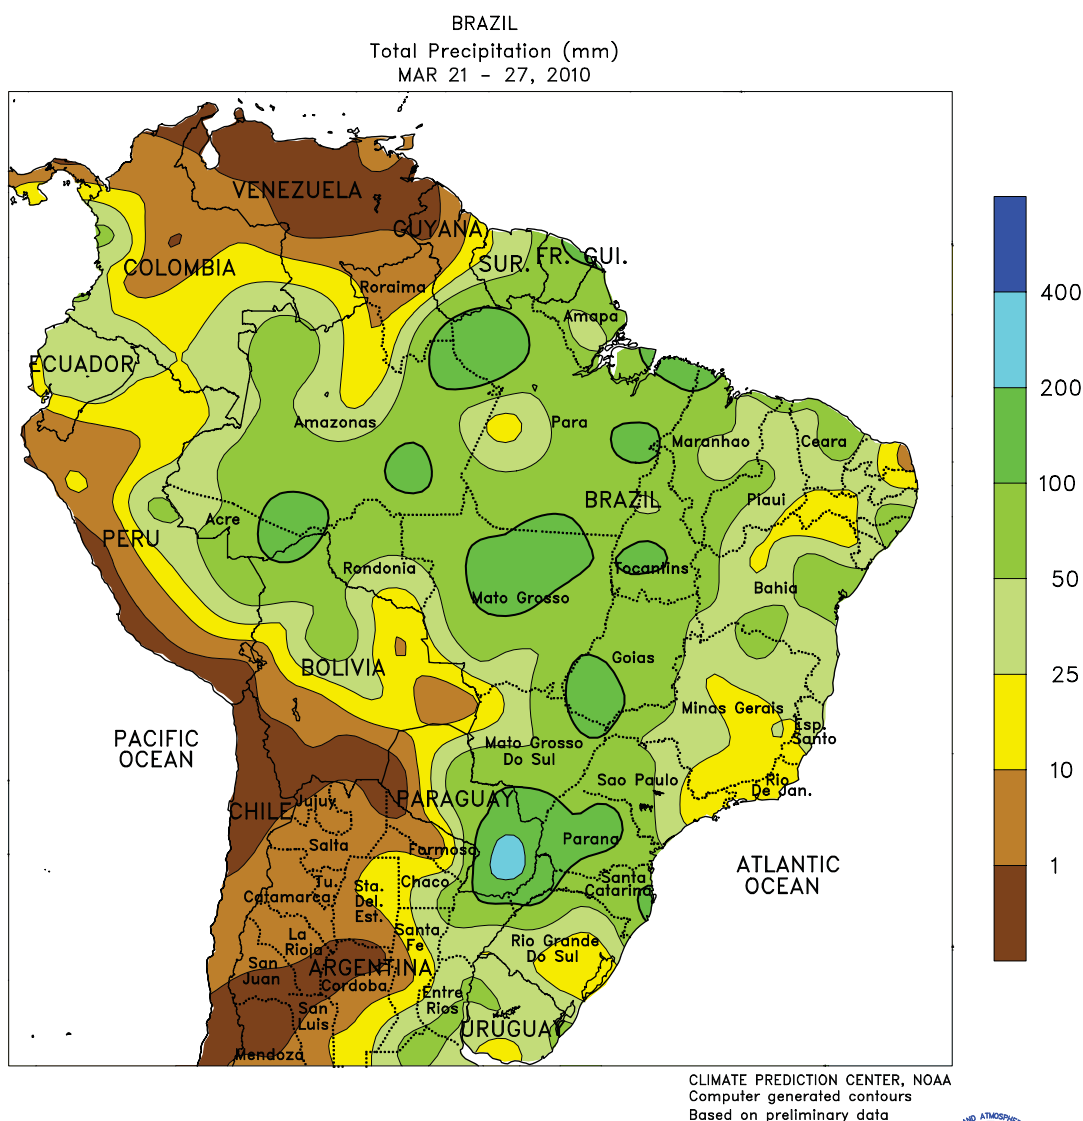 BRAZIL
Total Precipitation (mm)
MAR 21 - 27, 2010
VENEZUELA
GUYANA
COLOMBIA
SUR.
FR. GUI.
Roraima
400
Amapa
ECUADOR
200
Amazonas
Para
Maranhao
Ceara
100
BRAZIL
Piaui
Acre
PERU
Rondonia
Tocantins
50
Mato Grosso
Bahia
BOLIVIA
Goias
25
Minas Gerais
Esp.
Santo
PACIFIC
OCEAN
Mato Grosso
Do Sul
10
Sao Paulo
Rio
De Jan.
CHILE
Jujuy
PARAGUAY
Parana
Salta
Formosa
1
ATLANTIC
OCEAN
Tu.
Catamarca
Sta.
Del.
Est.
Chaco
Santa
Catarina
La
Rioja
Santa
Fe
Rio Grande
Do Sul
San
Juan
ARGENTINA
Cordoba
Entre
Rios
San
Luis
URUGUAY
Mendoza
CLIMATE PREDICTION CENTER, NOAA
Computer generated contours
Based on preliminary data
AND ATMOSPHE